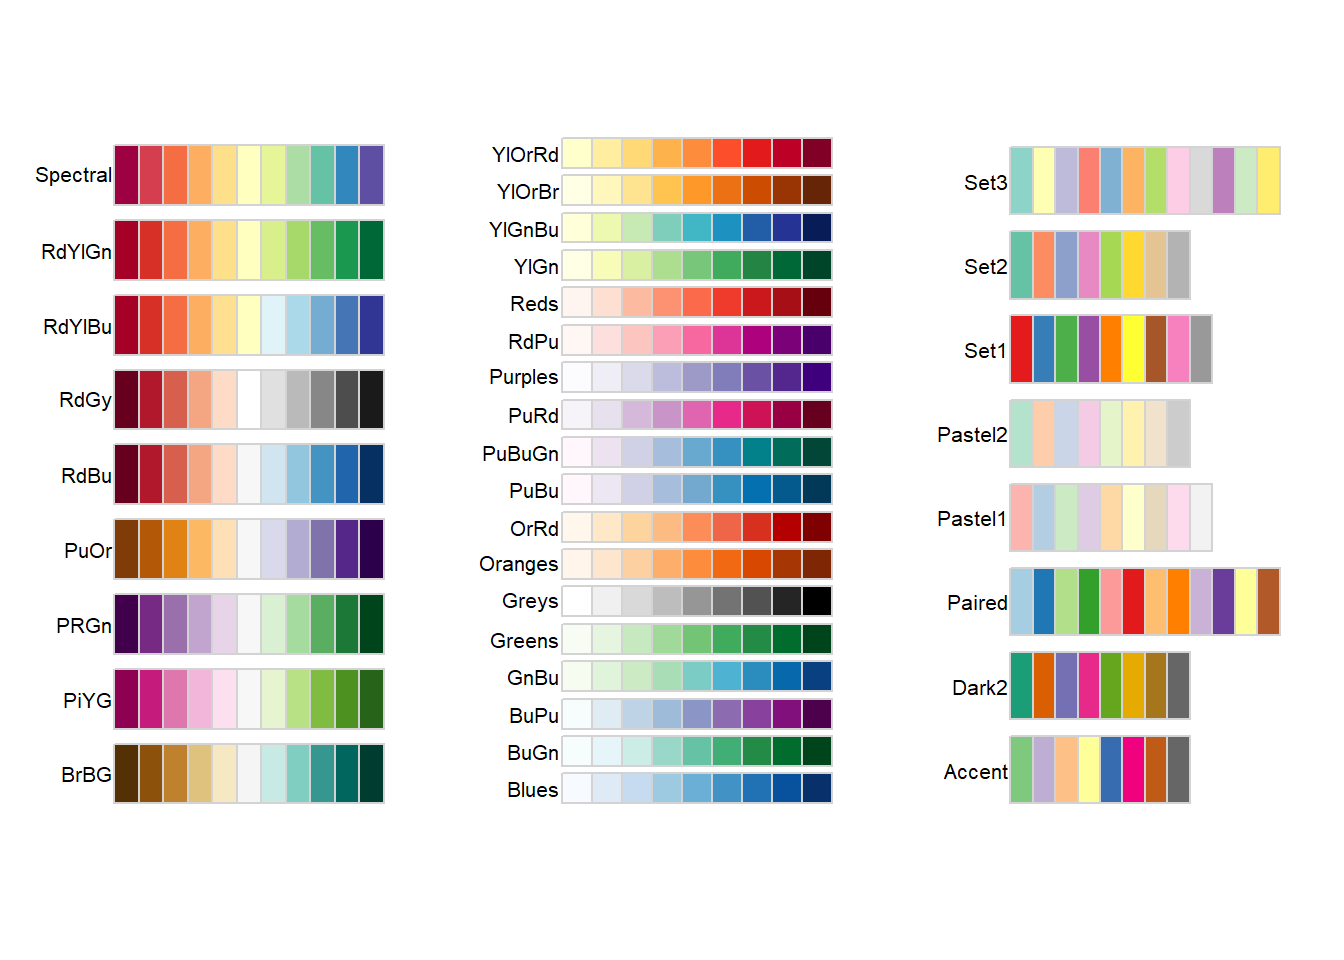 Spectral
RdYlGn
RdYlBu
RdGy
RdBu
PuOr
PRGn
PiYG
BrBG
YlOrRd
YlOrBr
YlGnBu
YlGn
Reds
RdPu
Purples
PuRd
PuBuGn
PuBu
OrRd
Oranges
Greys
Greens
GnBu
BuPu
BuGn
Blues
Set3
Set2
Set1
Pastel2
Pastel1
Paired
Dark2
Accent